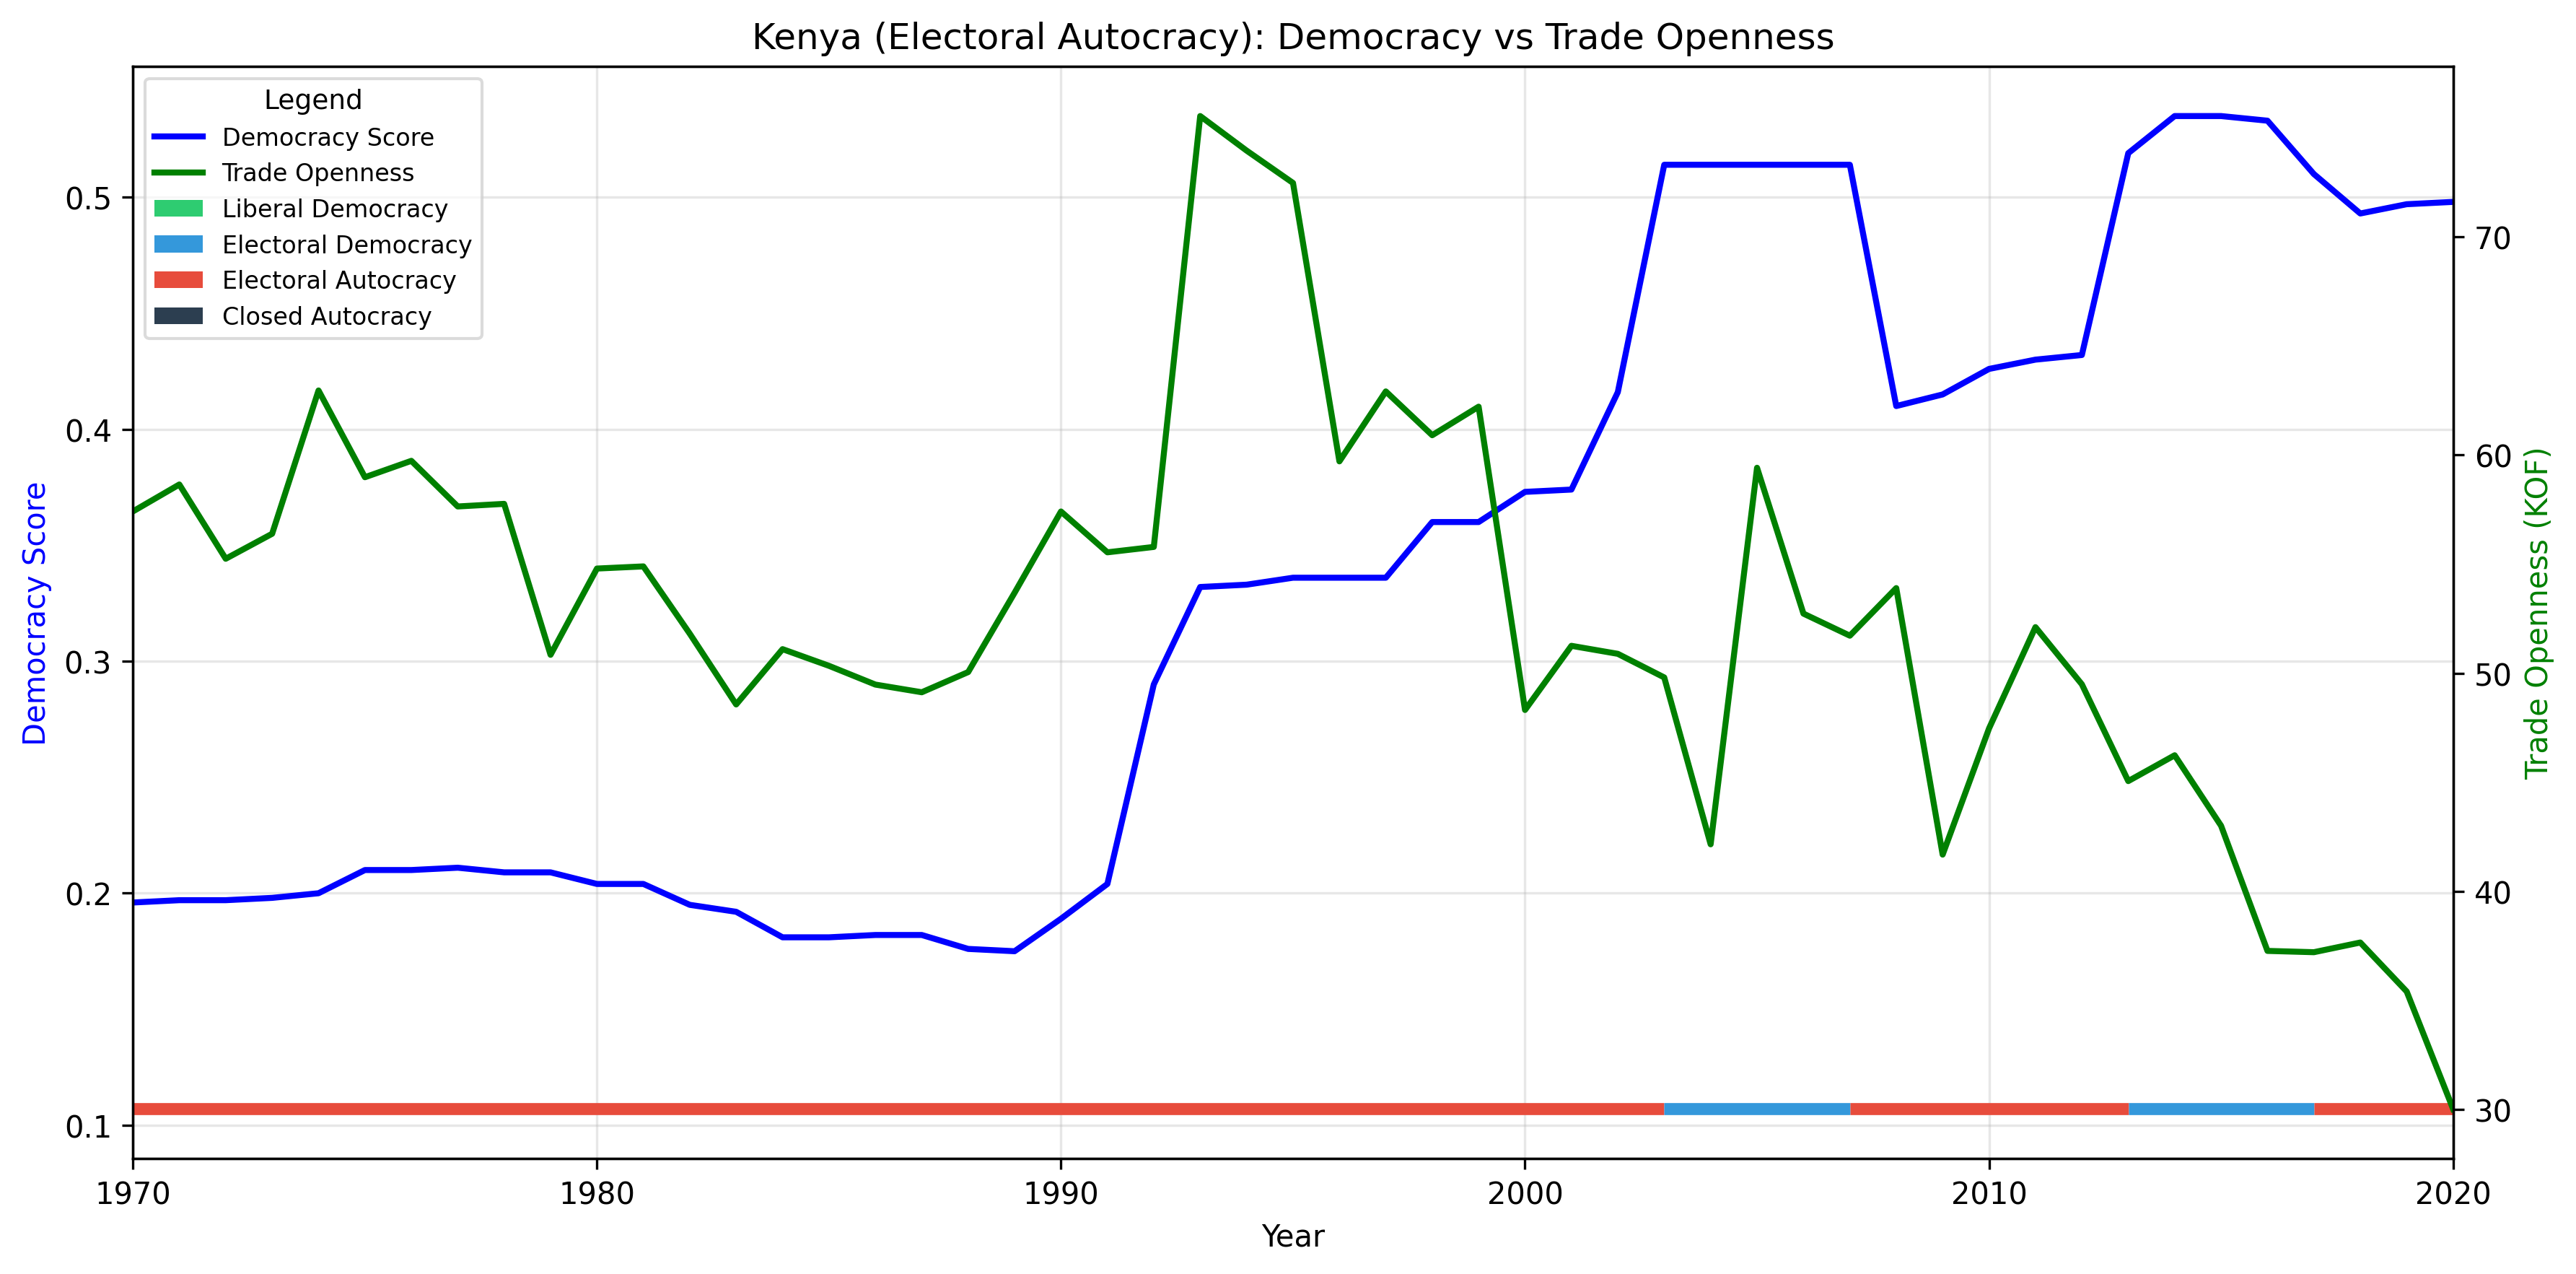 Kenya (Electoral Autocracy): Democracy vs Trade Openness
Legend
Democracy Score
Trade Openness
Liberal Democracy
Electoral Democracy
Electoral Autocracy
Closed Autocracy
Democracy Score
0.5
0.4
0.3
0.2
0.1
70
60
50
40
30
Trade Openness (KOF)
1970 1980 1990 2000 2010 2020
Year